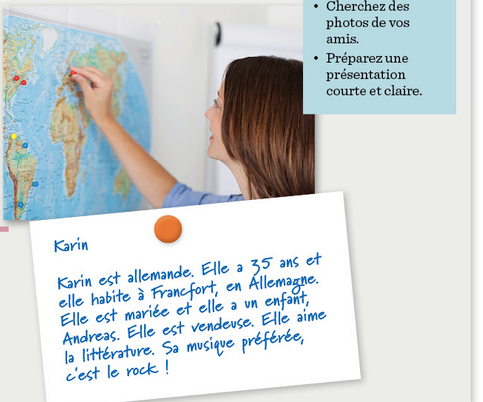 • Cherchez des
photos de vos
amis.
• Préparez une
présentation
courte et claire.
Karin
Karin est allemande. Elle a 35 ans et
elle habite à Francfort, en Allemagne.
Elle est mariée et elle a un enfant,
Andreas. Elle est vendeuse. Elle aime
la littérature. Sa musique préférée,
c'est le rock !